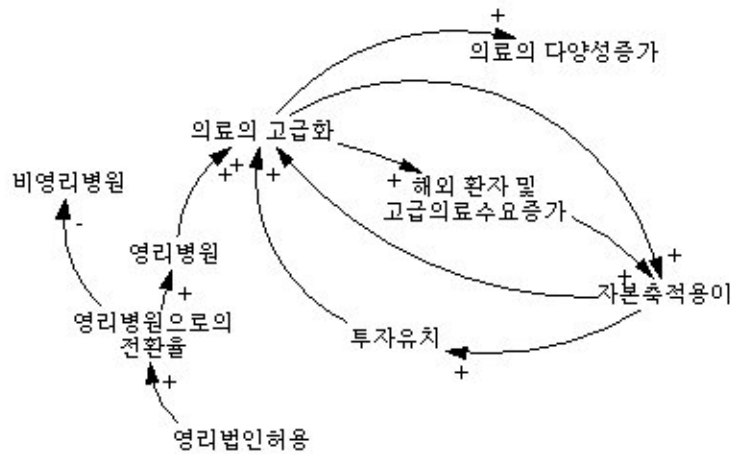 +
의료의 다양성증가
의료의 고급화
+ + +
비영리병원
-
+ 해외 환자 및
고급의료수요증가
영리병원
+
+ +
자본축적용이
영리병원으로의
전환율
+
투자유치
+
영리법인허용